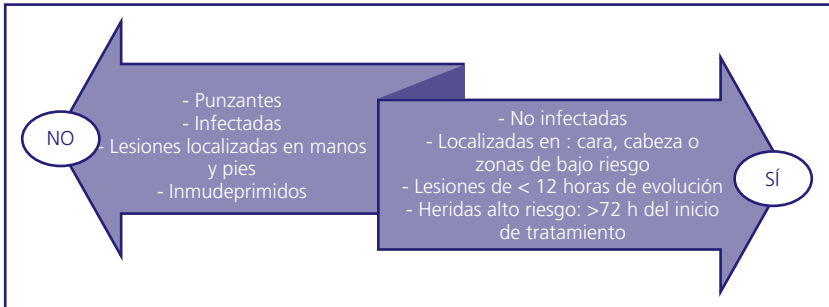 NO
- Punzantes
- Infectadas
- Lesiones localizadas en manos
y pies
- Inmudeprimidos
- No infectadas
- Localizadas en : cara, cabeza o
zonas de bajo riesgo
- Lesiones de < 12 horas de evolución
- Heridas alto riesgo: >72 h del inicio
de tratamiento
SÍ